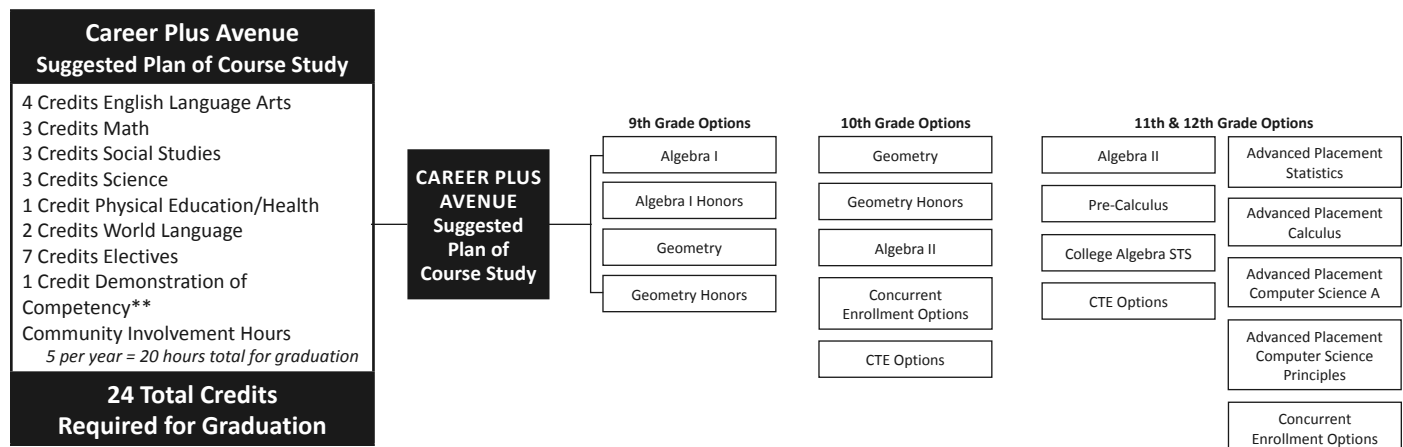 Career Plus Avenue
Suggested Plan of Course Study
4 Credits English Language Arts
3 Credits Math
3 Credits Social Studies
3 Credits Science
1 Credit Physical Education/Health
2 Credits World Language
7 Credits Electives
1 Credit Demonstration of
Competency**
Community Involvement Hours
5 per year = 20 hours total for graduation
24 Total Credits
Required for Graduation
CAREER PLUS
AVENUE
Suggested
Plan of
Course Study
9th Grade Options
Algebra I
Algebra I Honors
Geometry
Geometry Honors
10th Grade Options
Geometry
Geometry Honors
Algebra II
Concurrent
Enrollment Options
CTE Options
11th & 12th Grade Options
Algebra II
Pre-Calculus
College Algebra STS
CTE Options
Advanced Placement
Statistics
Advanced Placement
Calculus
Advanced Placement
Computer Science A
Advanced Placement
Computer Science
Principles
Concurrent
Enrollment Options